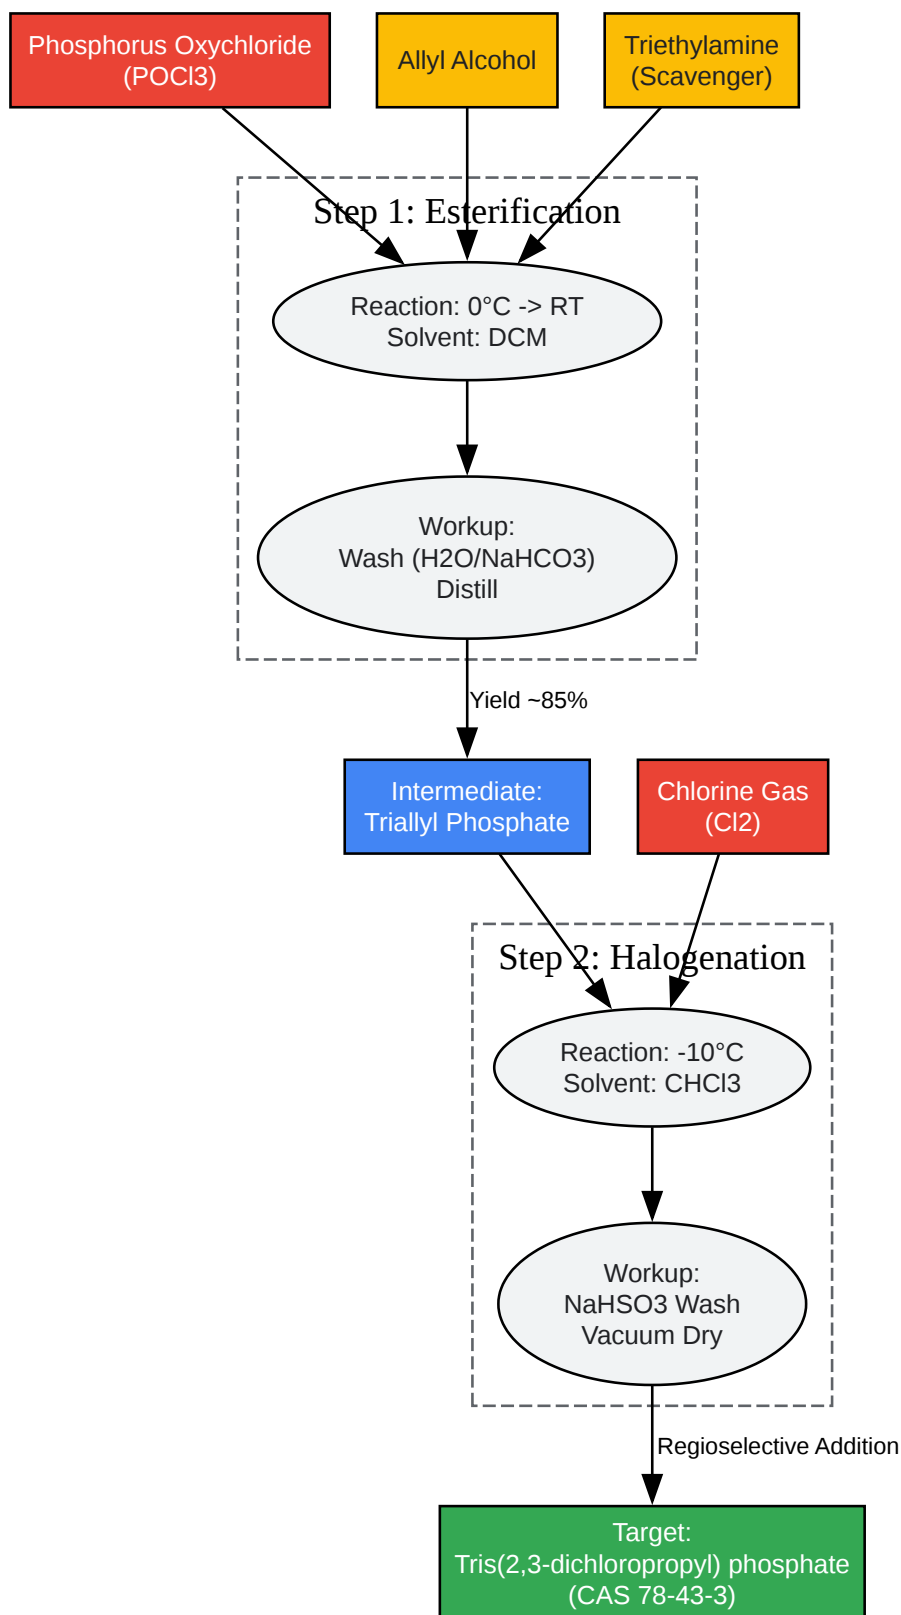 Phosphorus Oxychloride
(POCl3)
Allyl Alcohol
Triethylamine
(Scavenger)
Step 1: Esterification
Reaction: 0°C -> RT
Solvent: DCM
Workup:
Wash (H2O/NaHCO3)
Distill
Yield ~85%
Intermediate:
Triallyl Phosphate
Chlorine Gas
(Cl2)
Step 2: Halogenation
Reaction: -10°C
Solvent: CHCl3
Workup:
NaHSO3 Wash
Vacuum Dry
Regioselective Addition
Target:
Tris(2,3-dichloropropyl) phosphate
(CAS 78-43-3)